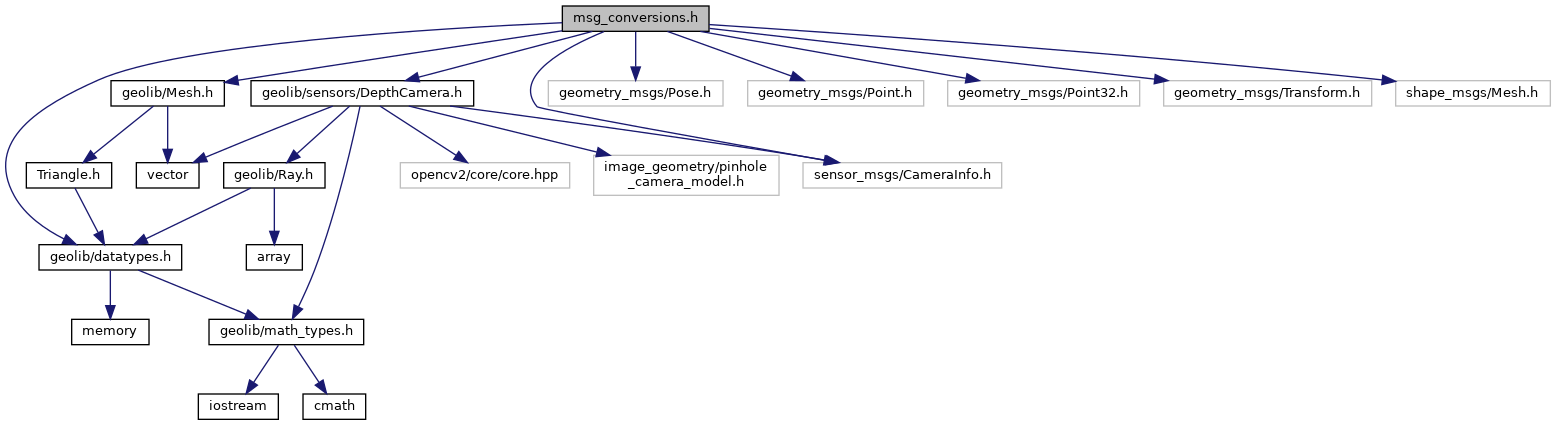 msg_conversions.h
geolib/Mesh.h
geolib/sensors/DepthCamera.h
geometry_msgs/Pose.h
geometry_msgs/Point.h
geometry_msgs/Point32.h
geometry_msgs/Transform.h
shape_msgs/Mesh.h
Triangle.h
vector
geolib/Ray.h
opencv2/core/core.hpp
image_geometry/pinhole
_camera_model.h
sensor_msgs/CameraInfo.h
geolib/datatypes.h
array
memory
geolib/math_types.h
iostream
cmath